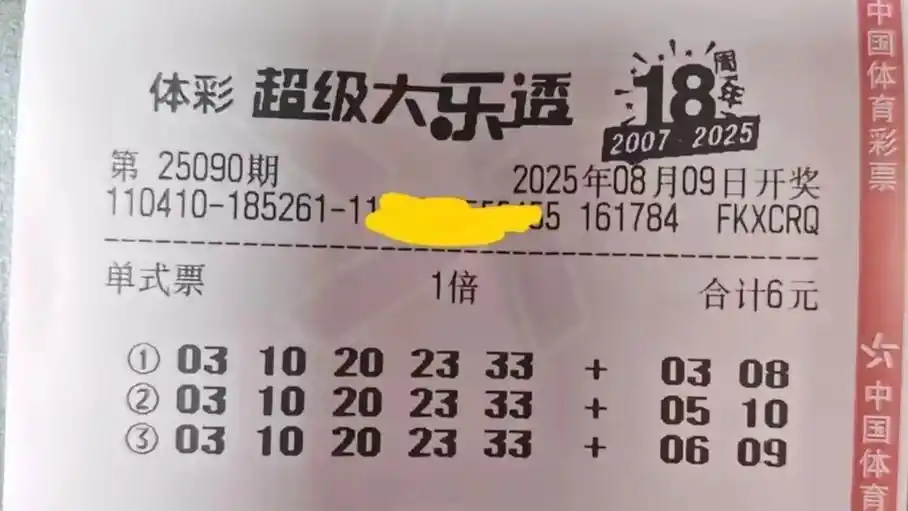 体彩 超级大乐透 18周年
2007 2025
第 25090期 2025年08月09日开奖
110410-185261-11 55 161784 FKXCRQ
单式票 1倍 合计6元
① 03 10 20 23 33 + 03 08
② 03 10 20 23 33 + 05 10
③ 03 10 20 23 33 + 06 09
中国体育彩票
中国体育